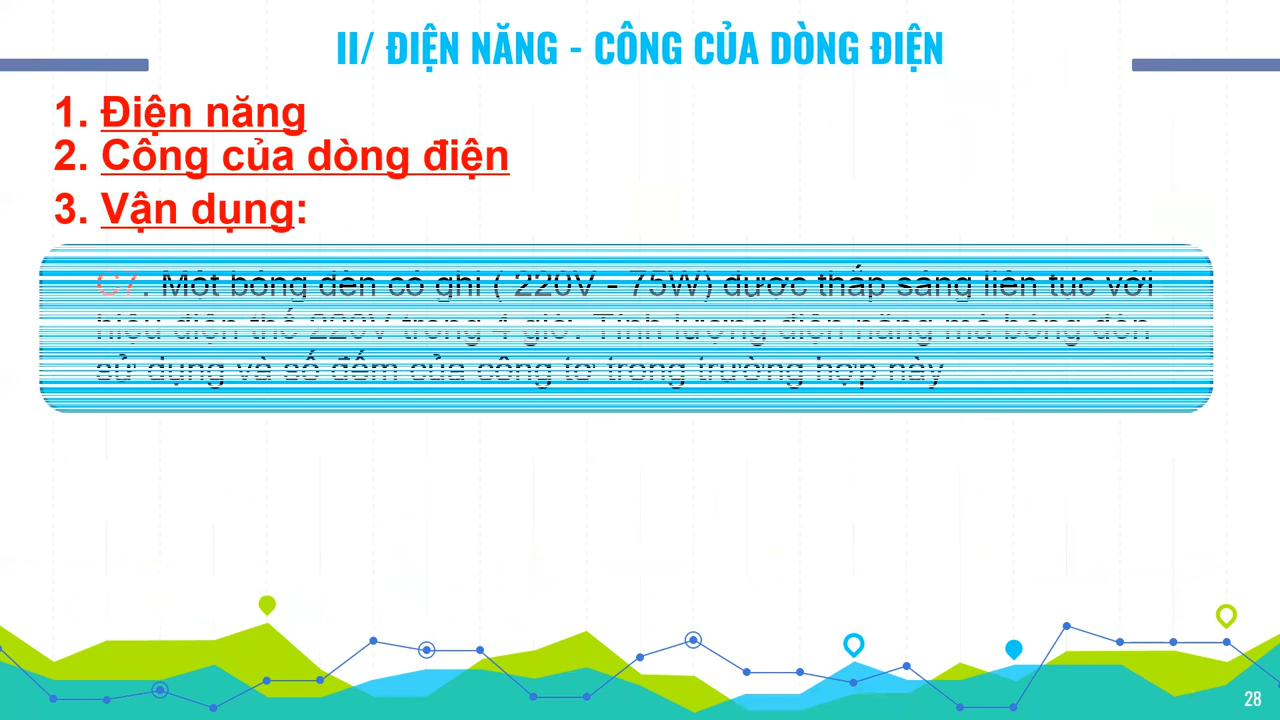 II/ ĐIỆN NĂNG - CÔNG CỦA DÒNG ĐIỆN
1. Điện năng
2. Công của dòng điện
3. Vận dụng:
C7. Một bóng đèn có ghi ( 220V - 75W) được thắp sáng liên tục với
hiệu điện thế 220V trong 4 giờ. Tính lượng điện năng mà bóng đèn
sử dụng và số đếm của công tơ trong trường hợp này
28